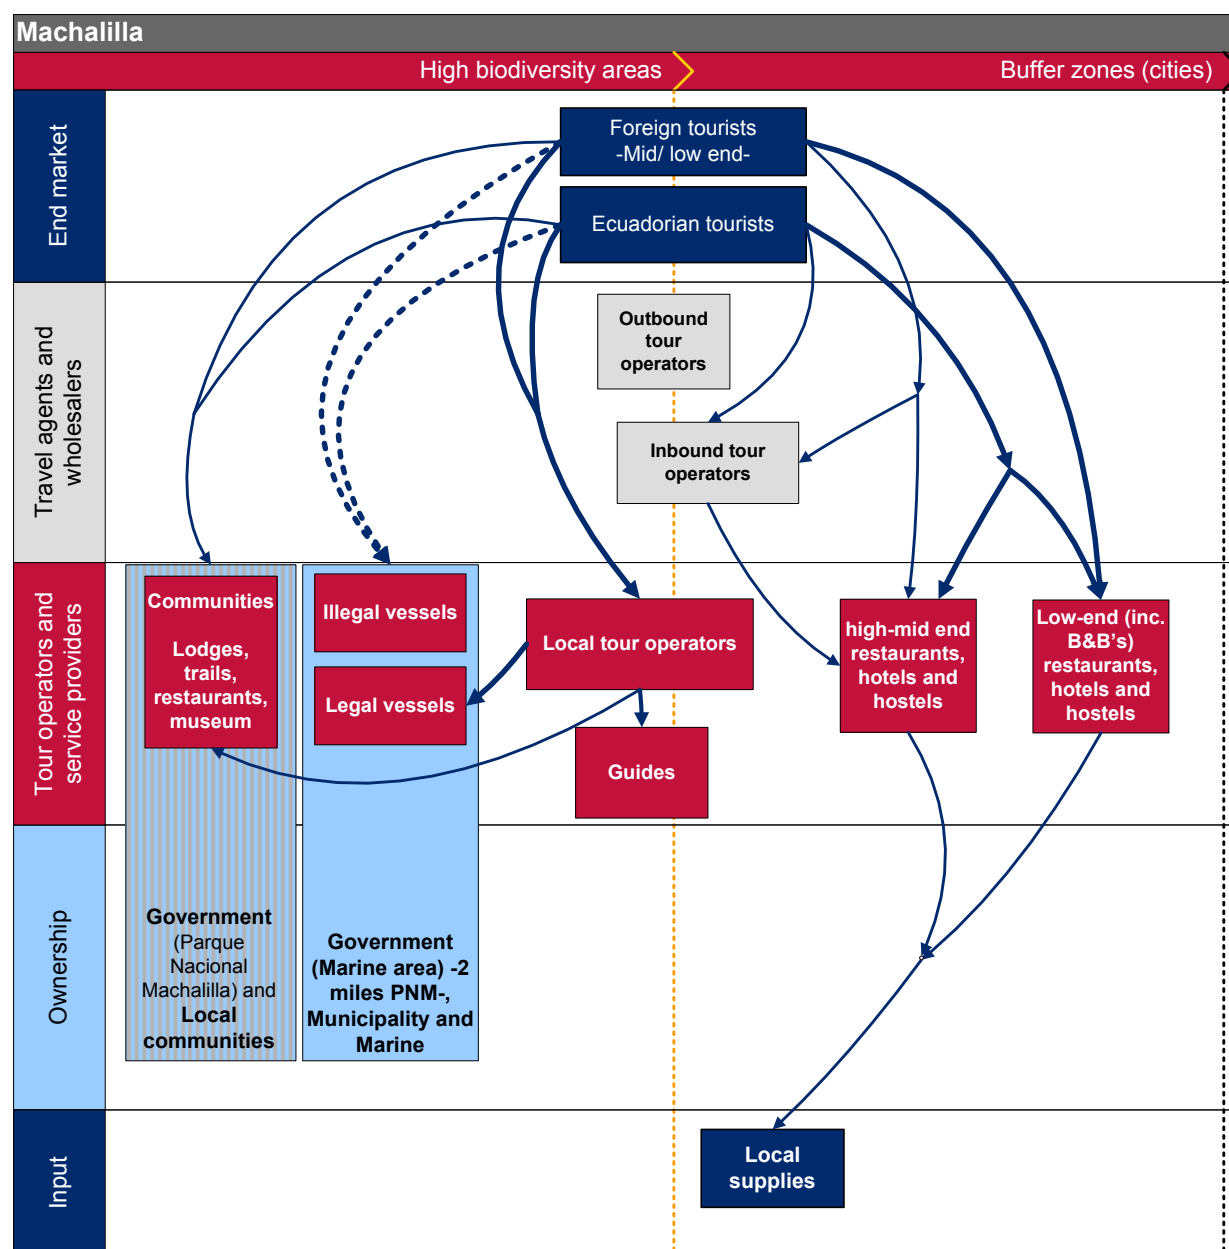 Machalilla
High biodiversity areas
Buffer zones (cities)
End market
Foreign tourists
-Mid/ low end-
Ecuadorian tourists
Travel agents and
wholesalers
Outbound
tour
operators
Inbound tour
operators
Tour operators and
service providers
Communities
Lodges,
trails,
restaurants,
museum
Illegal vessels
Legal vessels
Local tour operators
Guides
high-mid end
restaurants,
hotels and
hostels
Low-end (inc.
B&B's)
restaurants,
hotels and
hostels
Ownership
Government
(Parque
Nacional
Machalilla) and
Local
communities
Government
(Marine area) -2
miles PNM-,
Municipality and
Marine
Input
Local
supplies